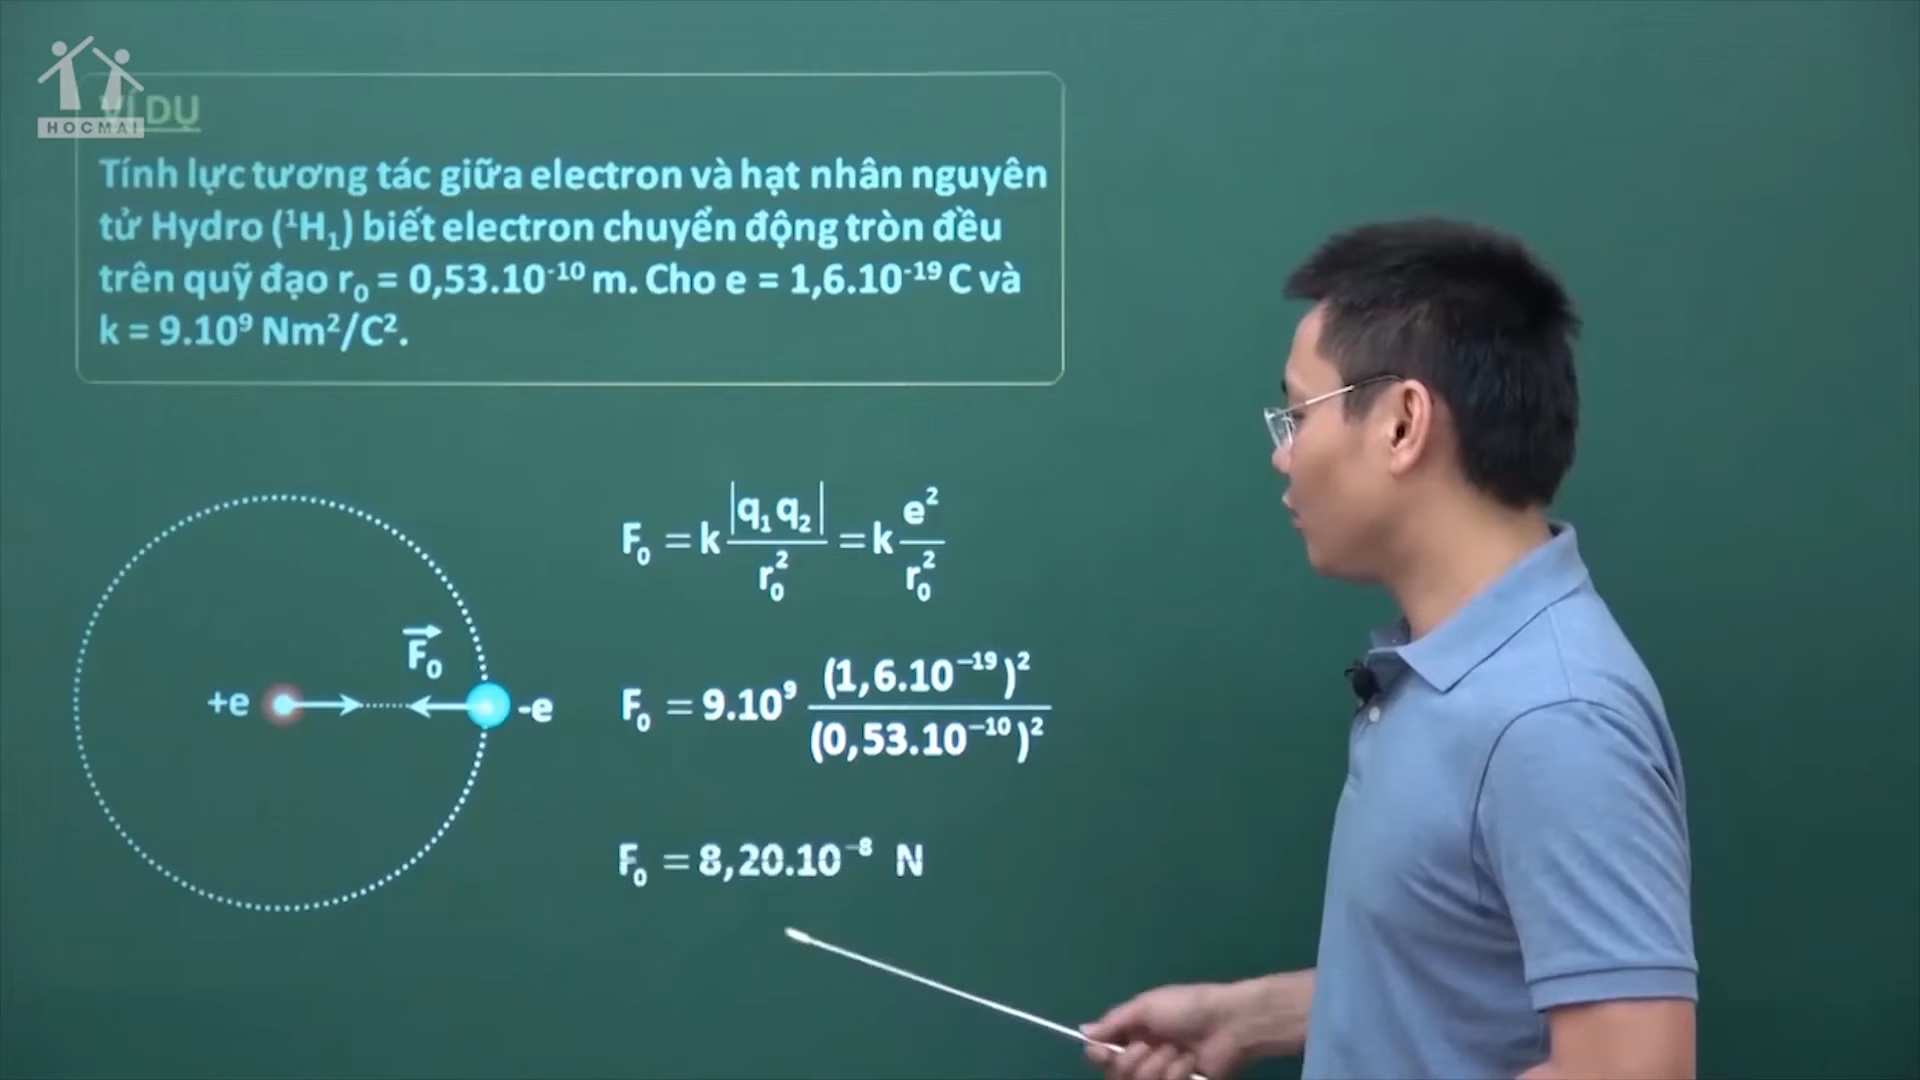 HOCMAI
VÍ DỤ
Tính lực tương tác giữa electron và hạt nhân nguyên
tử Hydro (¹H₁) biết electron chuyển động tròn đều
trên quỹ đạo r₀ = 0,53.10⁻¹⁰ m. Cho e = 1,6.10⁻¹⁹ C và
k = 9.10⁹ Nm²/C².
F₀ = k |q₁ q₂| / r₀² = k e² / r₀²
F₀
+e
-e
F₀ = 9.10⁹ (1,6.10⁻¹⁹)² / (0,53.10⁻¹⁰)²
F₀ = 8,20.10⁻⁸ N